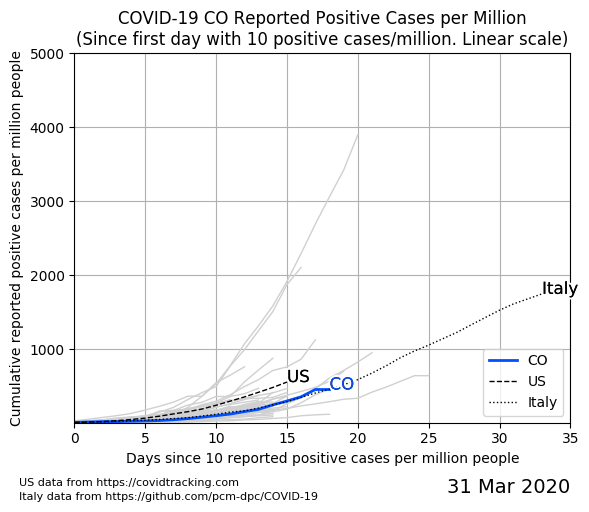 COVID-19 CO Reported Positive Cases per Million
(Since first day with 10 positive cases/million. Linear scale)
Cumulative reported positive cases per million people
5000
4000
3000
2000
1000
Italy
US
CO
CO
US
Italy
0 5 10 15 20 25 30 35
Days since 10 reported positive cases per million people
US data from https://covidtracking.com
Italy data from https://github.com/pcm-dpc/COVID-19
31 Mar 2020